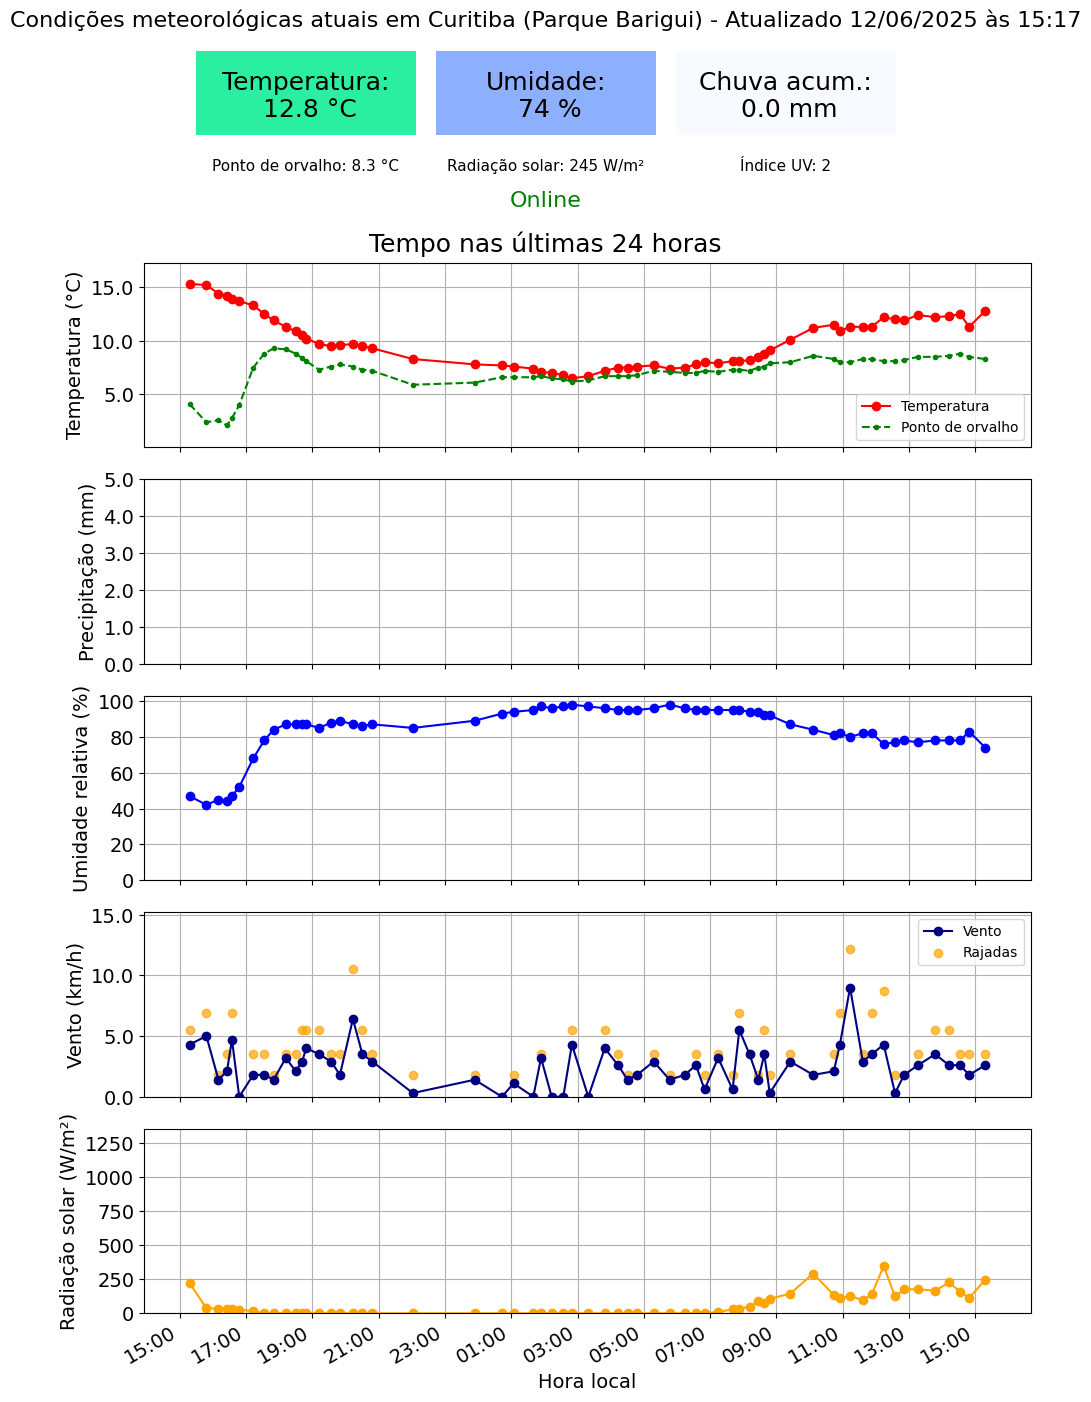 Condições meteorológicas atuais em Curitiba (Parque Barigui) - Atualizado 12/06/2025 às 15:17
Temperatura:
12.8 °C
Umidade:
74 %
Chuva acum.:
0.0 mm
Ponto de orvalho: 8.3 °C
Radiação solar: 245 W/m²
Índice UV: 2
Online
Tempo nas últimas 24 horas
Temperatura (°C)
15.0
10.0
5.0
Temperatura
Ponto de orvalho
Precipitação (mm)
5.0
4.0
3.0
2.0
1.0
0.0
Umidade relativa (%)
100
80
60
40
20
0
Vento (km/h)
15.0
10.0
5.0
0.0
Vento
Rajadas
Radiação solar (W/m²)
1250
1000
750
500
250
0
15:00
17:00
19:00
21:00
23:00
01:00
03:00
05:00
07:00
09:00
11:00
13:00
15:00
Hora local